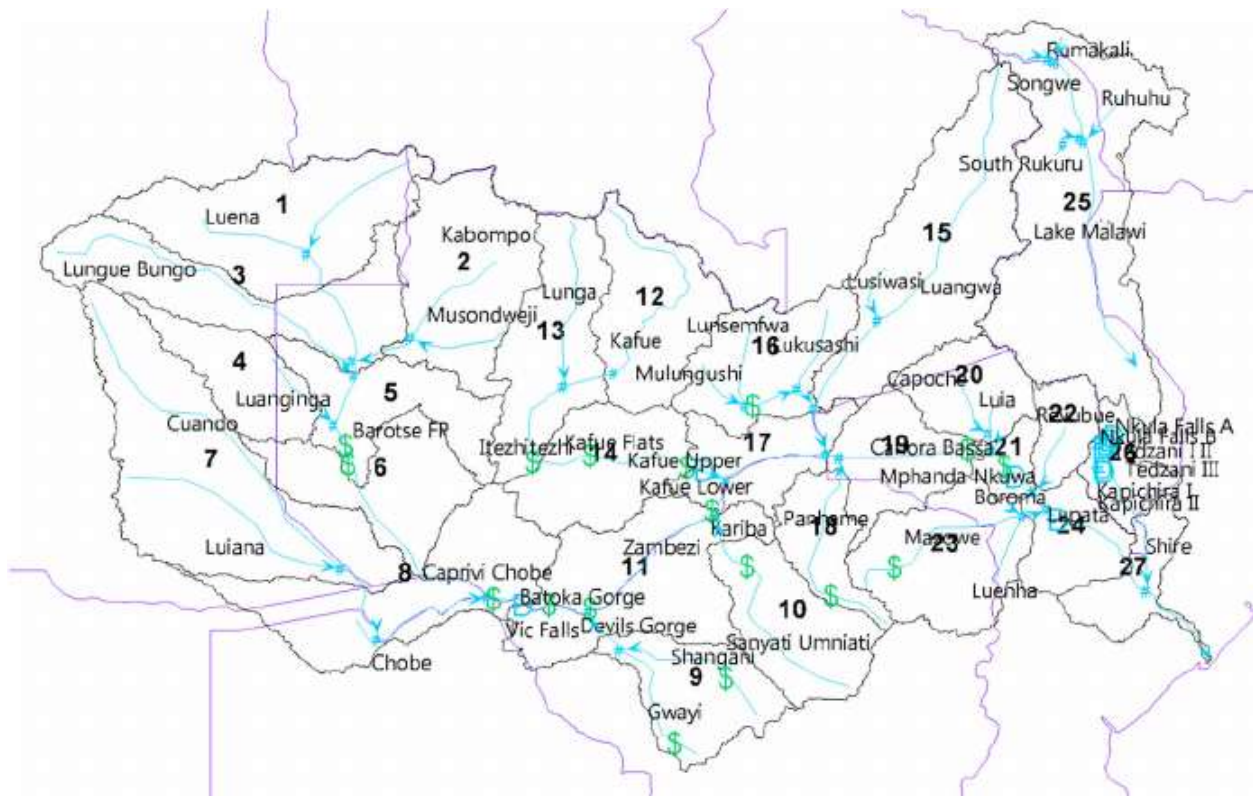 Rumakali
Songwe
Ruhuhu
South Rukuru
1
Luena
25
Kabompo
15
Lake Malawi
2
3
Lungue Bungo
Lusiwasi
Luangwa
Lunga
12
Musondweji
13
Lunsemfwa
4
Kafue
16
Lukusashi
Mulungushi
Capoche
20
5
Luanginga
Luia
22
Cuando
Barotse FP
Nkula Falls A
Nkula Falls B
Itezhitezhi
Kafue Flats
17
19
Cahora Bassa
21
26
7
6
14
Kafue Upper
Tedzani III
Mphanda Nkuwa
Kafue Lower
Boroma
Kapichira I
Kapichira II
Panhame
Lupata
Kariba
18
24
Luiana
Zambezi
Mazowe
23
Shire
8
Caprivi Chobe
11
27
Luenha
Batoka Gorge
10
Vic Falls
Devils Gorge
Sanyati Umniati
Chobe
Shangani
9
Gwayi